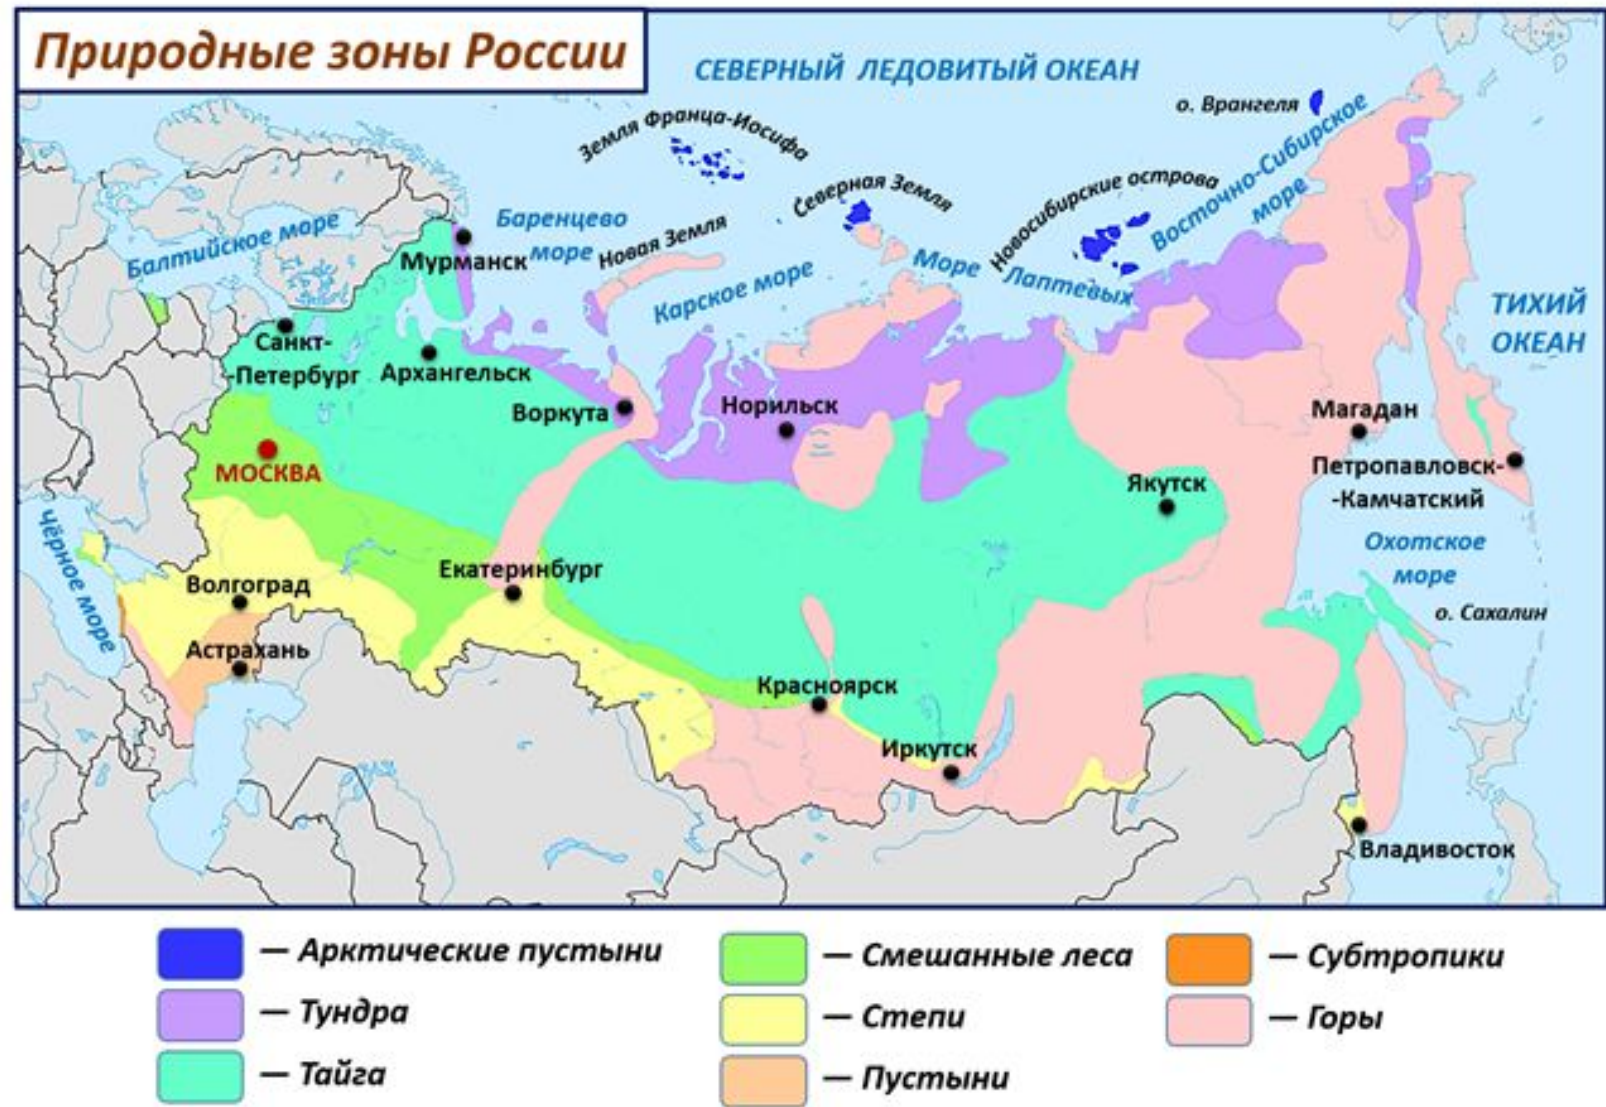 Природные зоны России
СЕВЕРНЫЙ ЛЕДОВИТЫЙ ОКЕАН
о. Врангеля
Земля Франца-Иосифа
Северная Земля
Новосибирские острова
Восточно-Сибирское
море
Баренцево
море
Новая Земля
Балтийское море
Мурманск
Карское море
Море Лаптевых
ТИХИЙ
ОКЕАН
Санкт-
-Петербург
Архангельск
Воркута
Норильск
Магадан
МОСКВА
Якутск
Петропавловск-
-Камчатский
Чёрное море
Охотское
море
Екатеринбург
Волгоград
о. Сахалин
Астрахань
Красноярск
Иркутск
Владивосток
— Арктические пустыни
— Тундра
— Тайга
— Смешанные леса
— Степи
— Пустыни
— Субтропики
— Горы